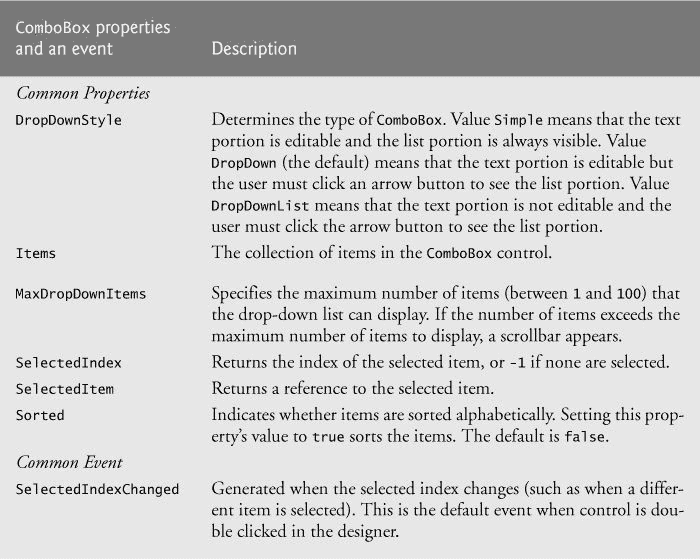 ComboBox properties
and an event
Description
Common Properties
DropDownStyle
Determines the type of ComboBox. Value Simple means that the text
portion is editable and the list portion is always visible. Value
DropDown (the default) means that the text portion is editable but
the user must click an arrow button to see the list portion. Value
DropDownList means that the text portion is not editable and the
user must click the arrow button to see the list portion.
Items
The collection of items in the ComboBox control.
MaxDropDownItems
Specifies the maximum number of items (between 1 and 100) that
the drop-down list can display. If the number of items exceeds the
maximum number of items to display, a scrollbar appears.
SelectedIndex
Returns the index of the selected item, or -1 if none are selected.
SelectedItem
Returns a reference to the selected item.
Sorted
Indicates whether items are sorted alphabetically. Setting this prop-
erty's value to true sorts the items. The default is false.
Common Event
SelectedIndexChanged
Generated when the selected index changes (such as when a differ-
ent item is selected). This is the default event when control is dou-
ble clicked in the designer.